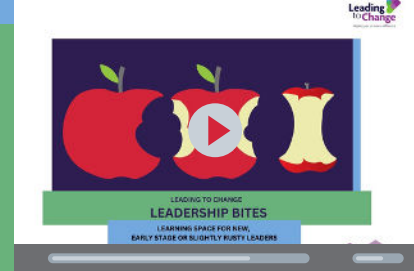 Leading
to Change
LEADING TO CHANGE
LEADERSHIP BITES
LEARNING SPACE FOR NEW,
EARLY STAGE OR SLIGHTLY RUSTY LEADERS